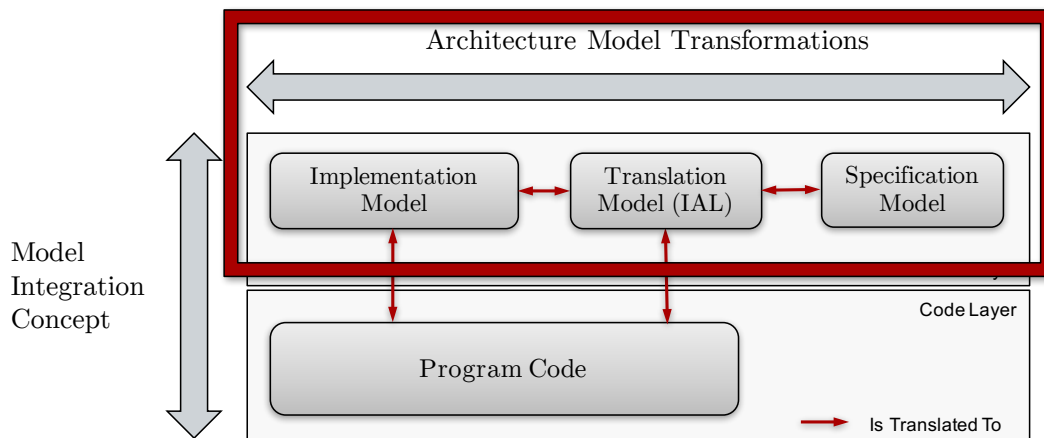 Architecture Model Transformations
Implementation
Model
Translation
Model (IAL)
Specification
Model
Model
Integration
Concept
Code Layer
Program Code
Is Translated To